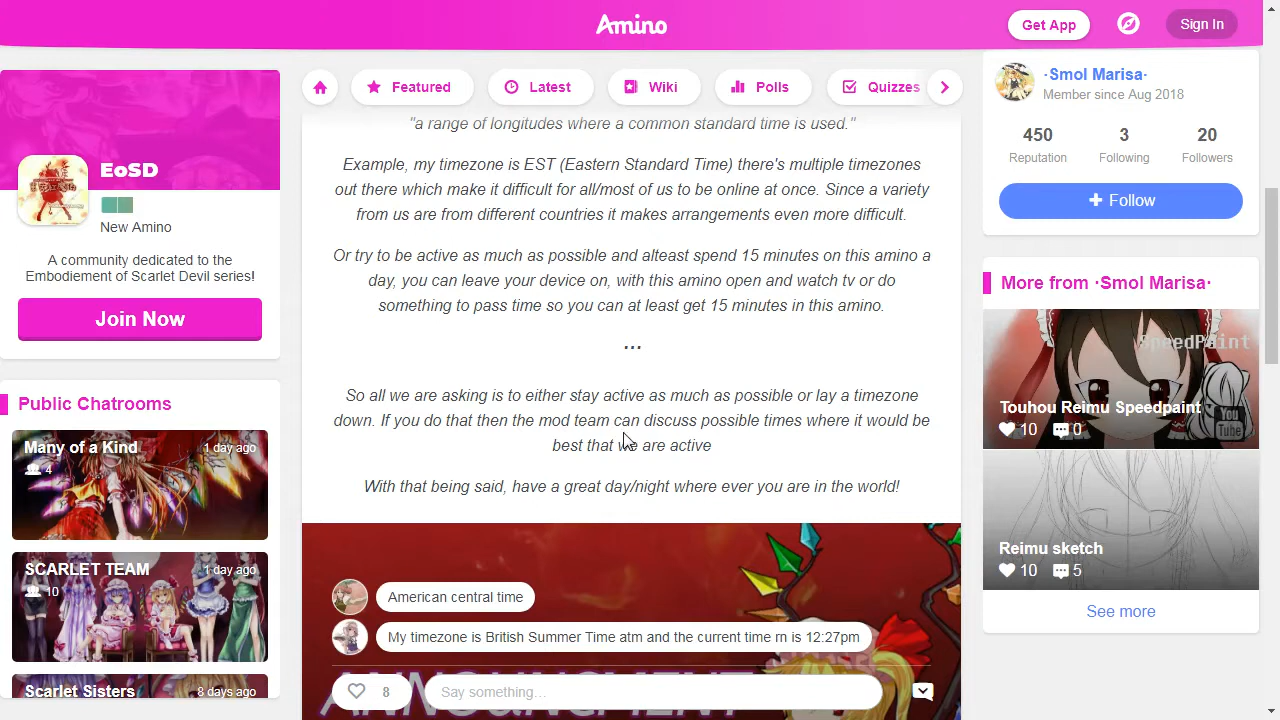 Amino
Get App
Sign In
Featured
Latest
Wiki
Polls
Quizzes
EoSD
New Amino
A community dedicated to the
Embodiement of Scarlet Devil series!
Join Now
Public Chatrooms
Many of a Kind
1 day ago
4
SCARLET TEAM
1 day ago
10
Scarlet Sisters
8 days ago
"a range of longitudes where a common standard time is used."
Example, my timezone is EST (Eastern Standard Time) there's multiple timezones
out there which make it difficult for all/most of us to be online at once. Since a variety
from us are from different countries it makes arrangements even more difficult.
Or try to be active as much as possible and alteast spend 15 minutes on this amino a
day, you can leave your device on, with this amino open and watch tv or do
something to pass time so you can at least get 15 minutes in this amino.
...
So all we are asking is to either stay active as much as possible or lay a timezone
down. If you do that then the mod team can discuss possible times where it would be
best that we are active
With that being said, have a great day/night where ever you are in the world!
American central time
My timezone is British Summer Time atm and the current time rn is 12:27pm
ANNOUNCMENT
8
Say something...
·Smol Marisa·
Member since Aug 2018
450
3
20
Reputation
Following
Followers
+ Follow
More from ·Smol Marisa·
SpeedPaint
Touhou Reimu Speedpaint
You
Tube
10
0
Reimu sketch
10
5
See more